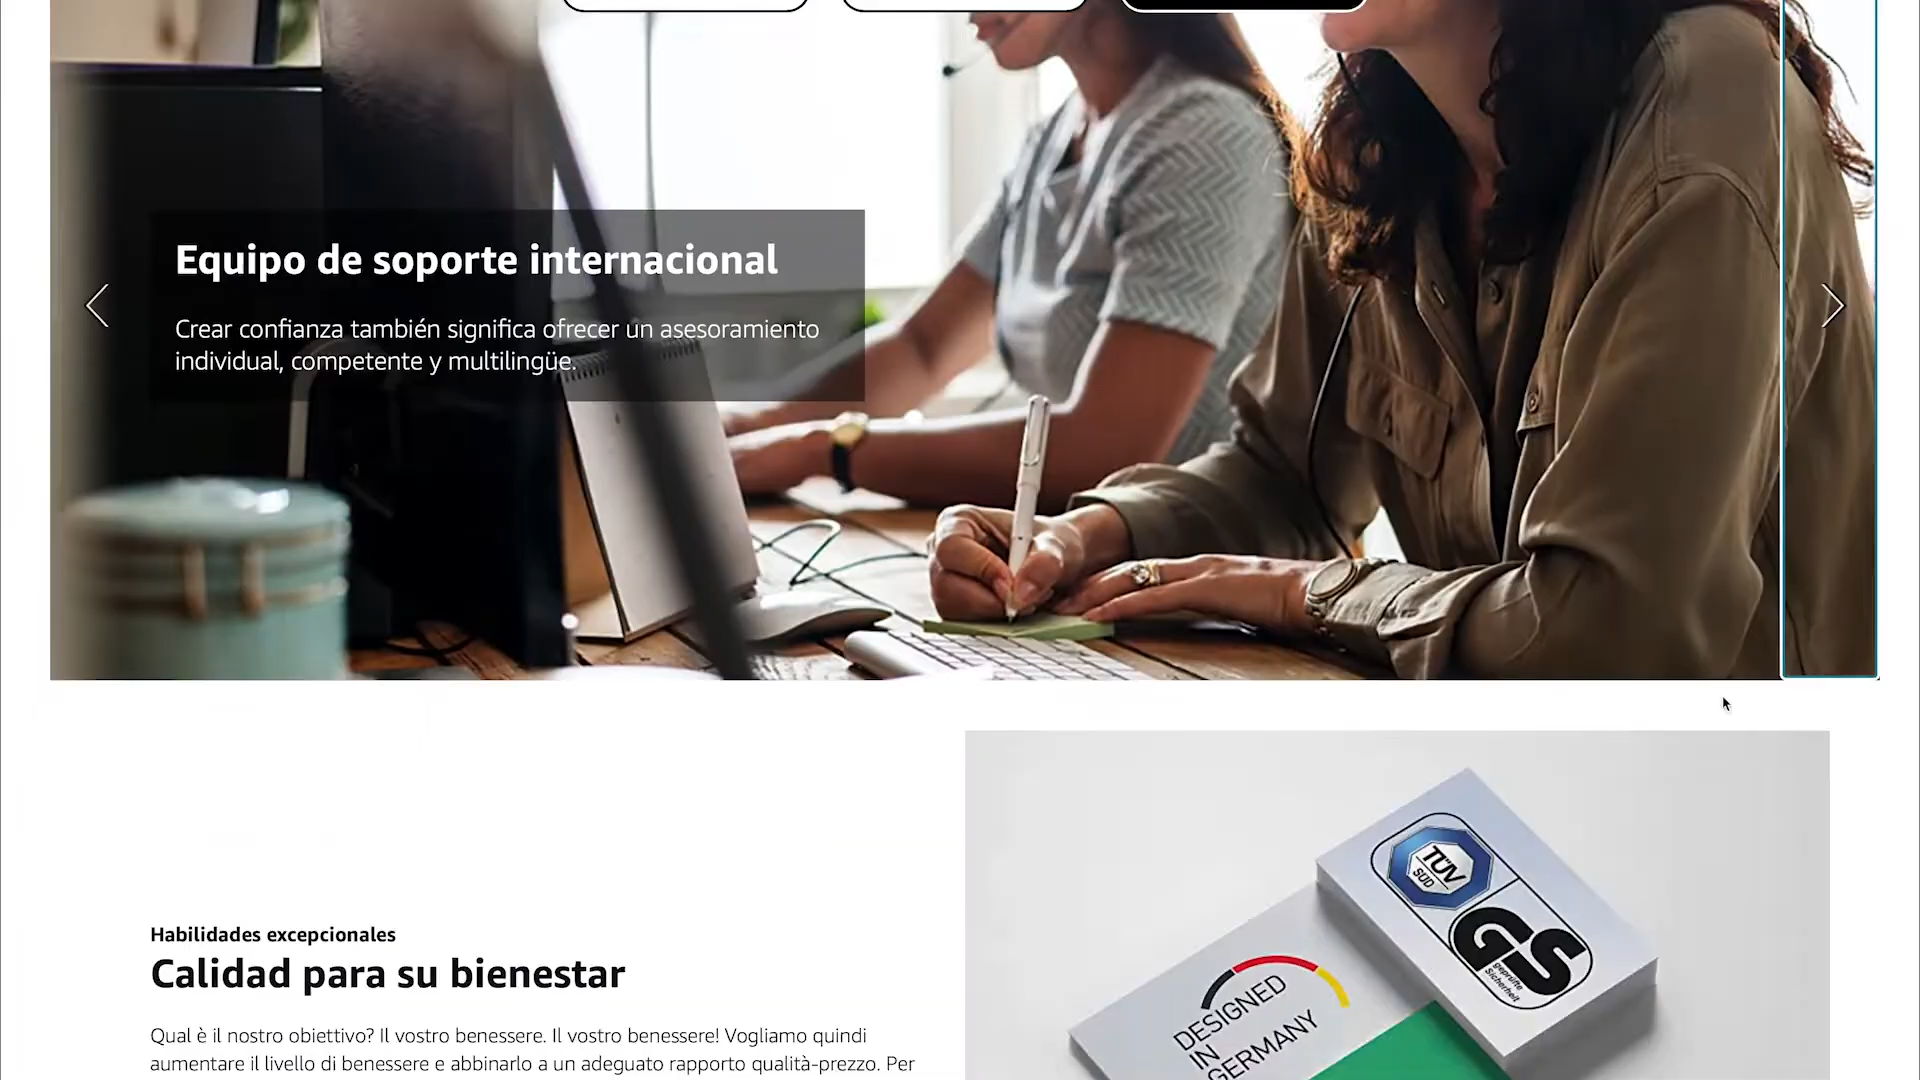 Equipo de soporte internacional
Crear confianza también significa ofrecer un asesoramiento
individual, competente y multilingüe.
Habilidades excepcionales
Calidad para su bienestar
Qual è il nostro obiettivo? Il vostro benessere. Il vostro benessere! Vogliamo quindi
aumentare il livello di benessere e abbinarlo a un adeguato rapporto qualità-prezzo. Per
TÜV
SÜD
GS
geprüfte
Sicherheit
DESIGNED
IN
GERMANY